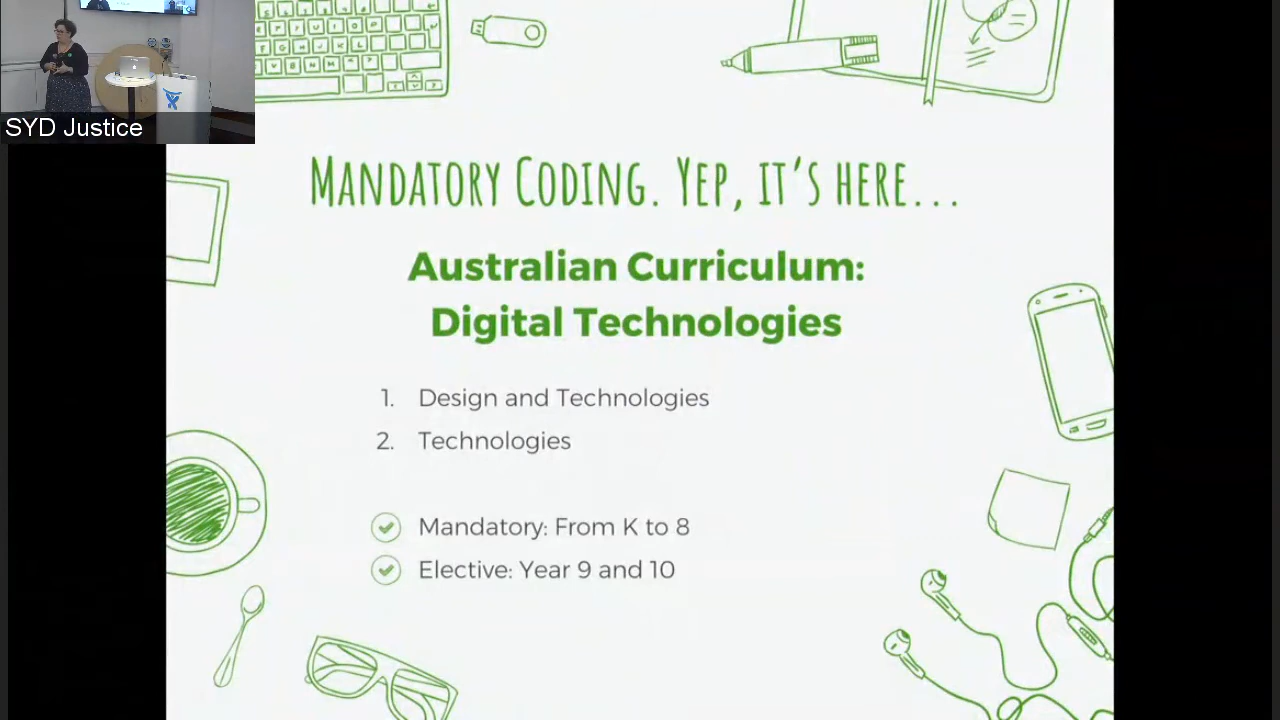 SYD Justice
MANDATORY CODING. YEP, IT'S HERE...
Australian Curriculum:
Digital Technologies
1. Design and Technologies
2. Technologies
Mandatory: From K to 8
Elective: Year 9 and 10